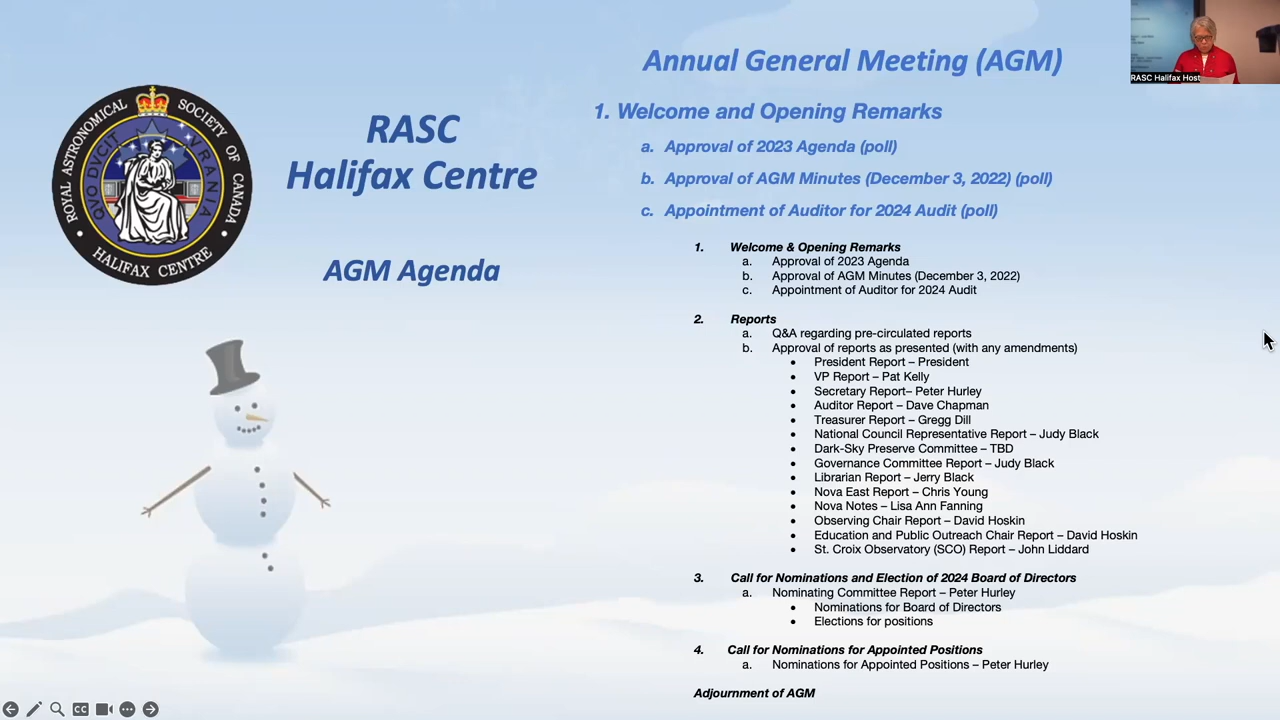 ROYAL ASTRONOMICAL SOCIETY OF CANADA
QVO DVCIT VRANIA
• HALIFAX CENTRE •
RASC
Halifax Centre
AGM Agenda
Annual General Meeting (AGM)
1. Welcome and Opening Remarks
a. Approval of 2023 Agenda (poll)
b. Approval of AGM Minutes (December 3, 2022) (poll)
c. Appointment of Auditor for 2024 Audit (poll)
1. Welcome & Opening Remarks
a. Approval of 2023 Agenda
b. Approval of AGM Minutes (December 3, 2022)
c. Appointment of Auditor for 2024 Audit
2. Reports
a. Q&A regarding pre-circulated reports
b. Approval of reports as presented (with any amendments)
• President Report – President
• VP Report – Pat Kelly
• Secretary Report– Peter Hurley
• Auditor Report – Dave Chapman
• Treasurer Report – Gregg Dill
• National Council Representative Report – Judy Black
• Dark-Sky Preserve Committee – TBD
• Governance Committee Report – Judy Black
• Librarian Report – Jerry Black
• Nova East Report – Chris Young
• Nova Notes – Lisa Ann Fanning
• Observing Chair Report – David Hoskin
• Education and Public Outreach Chair Report – David Hoskin
• St. Croix Observatory (SCO) Report – John Liddard
3. Call for Nominations and Election of 2024 Board of Directors
a. Nominating Committee Report – Peter Hurley
• Nominations for Board of Directors
• Elections for positions
4. Call for Nominations for Appointed Positions
a. Nominations for Appointed Positions – Peter Hurley
Adjournment of AGM
RASC Halifax Host
CC